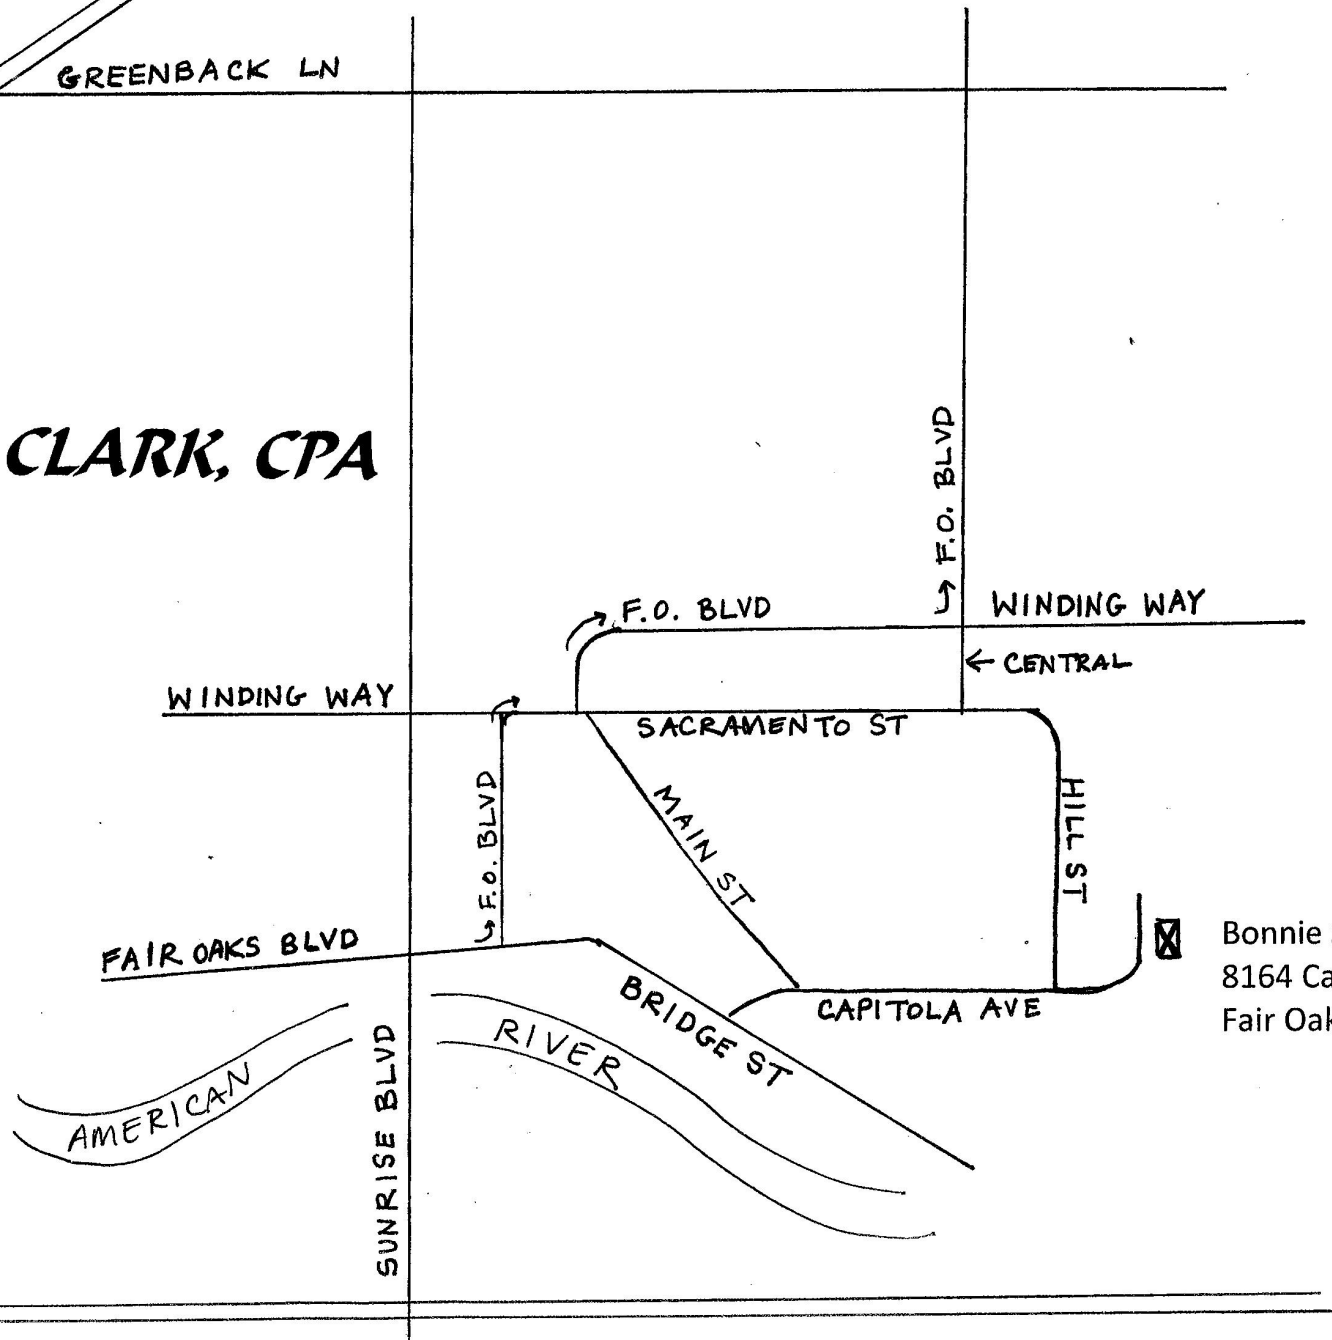 GREENBACK LN
CLARK, CPA
F.O. BLVD
F.O. BLVD
WINDING WAY
← CENTRAL
WINDING WAY
SACRAMENTO ST
F.O. BLVD
MAIN ST
HILL ST
FAIR OAKS BLVD
Bonnie
8164 Ca
Fair Oak
BRIDGE ST
CAPITOLA AVE
RIVER
AMERICAN
SUNRISE BLVD